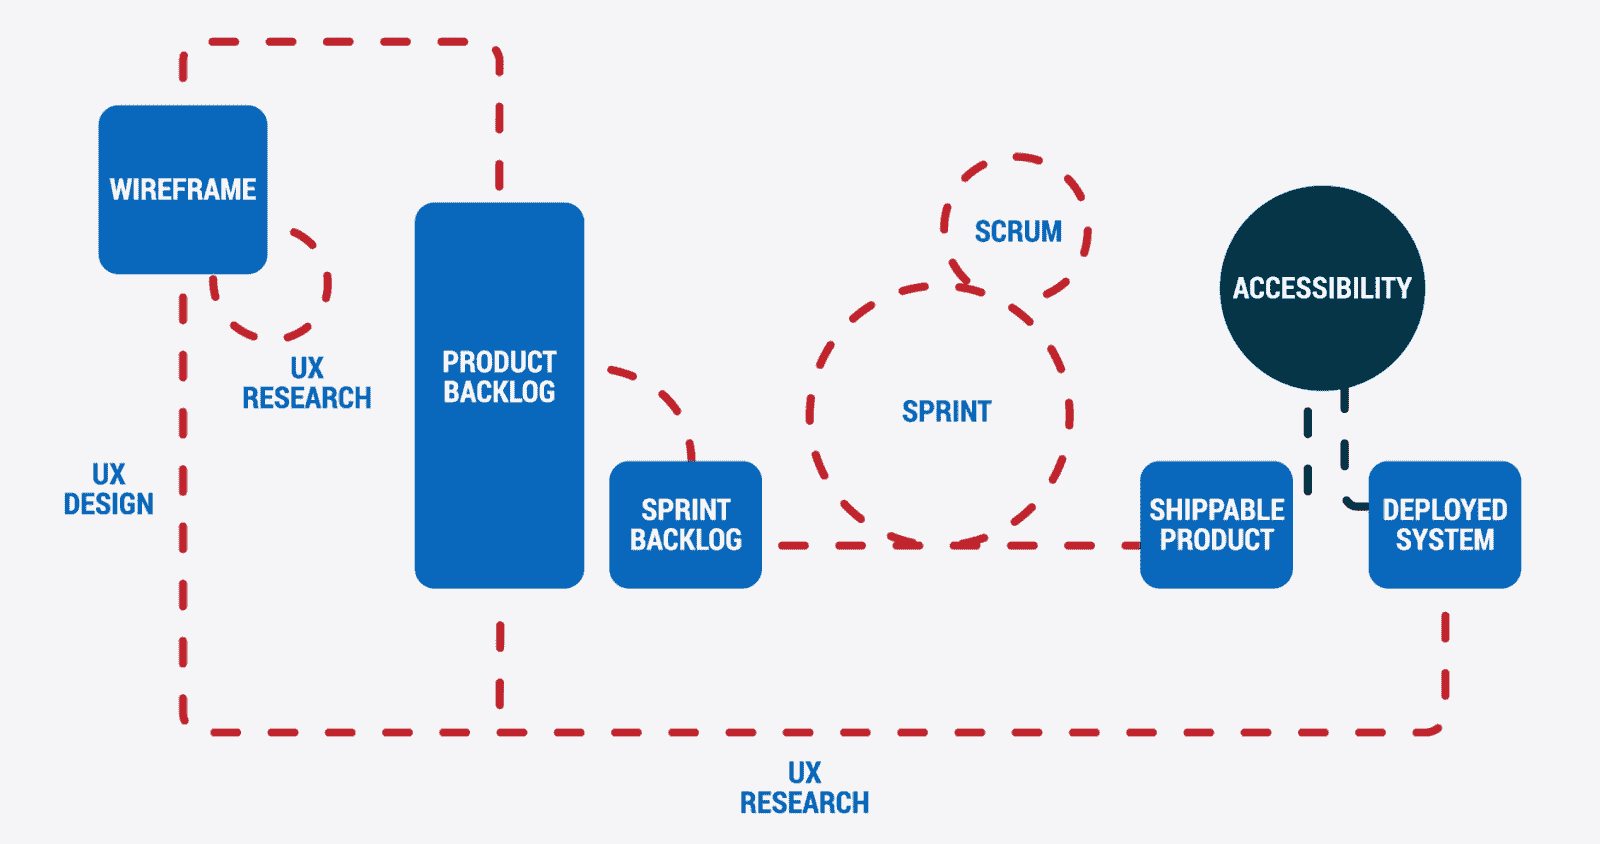 WIREFRAME
UX
RESEARCH
UX
DESIGN
PRODUCT
BACKLOG
SPRINT
BACKLOG
SPRINT
SCRUM
ACCESSIBILITY
SHIPPABLE
PRODUCT
DEPLOYED
SYSTEM
UX
RESEARCH